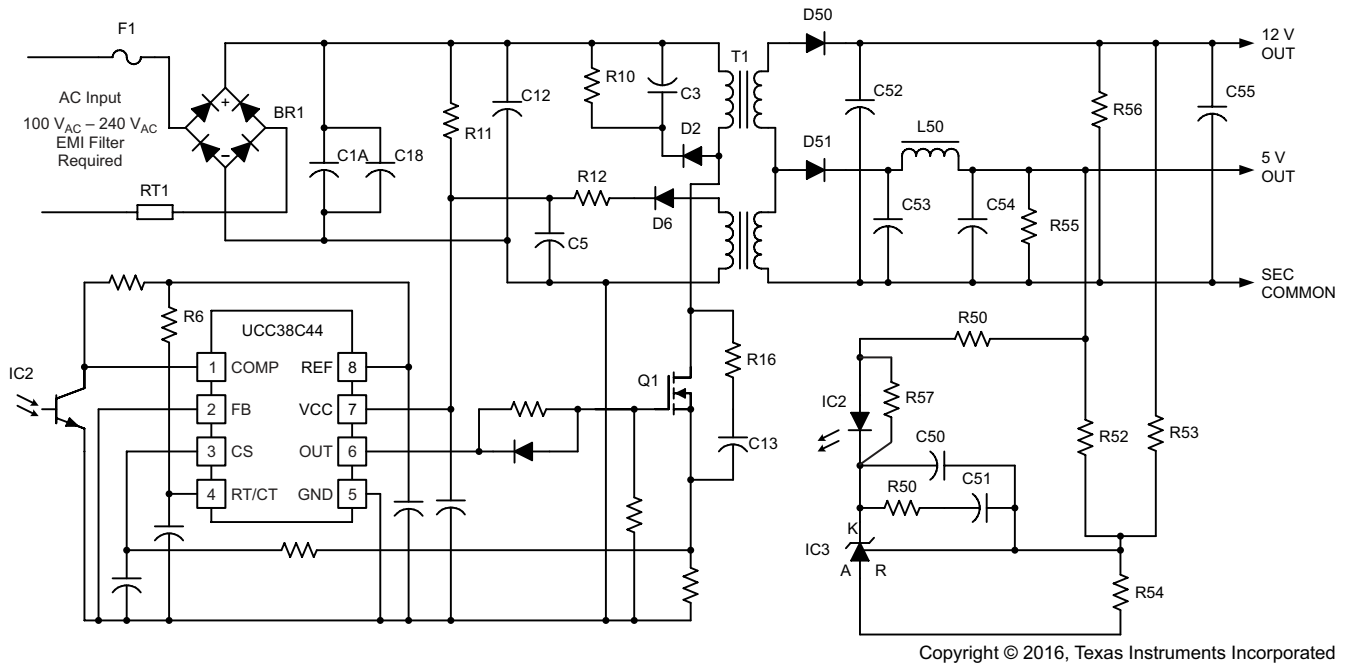 D50
12 V
OUT
F1
T1
AC Input
100 VAC – 240 VAC
EMI Filter
Required
+
–
BR1
R10
C3
C12
C52
R56
C55
R11
D2
D51
L50
5 V
OUT
C1A
C18
RT1
R12
D6
C53
C54
R55
C5
SEC
COMMON
R6
UCC38C44
R50
IC2
1 COMP
REF 8
R16
Q1
2 FB
VCC 7
IC2
R57
3 CS
OUT 6
C13
C50
R52
R53
4 RT/CT
GND 5
R50
C51
K
IC3
A
R
R54
Copyright © 2016, Texas Instruments Incorporated